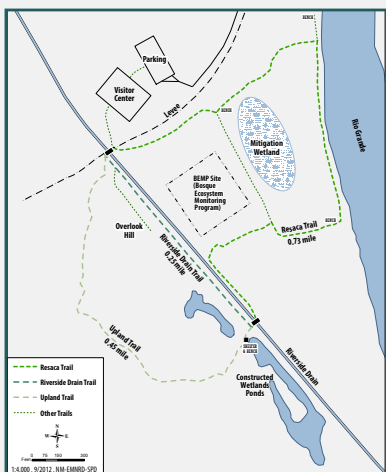 BENCH
Parking
Visitor
Center
Levee
BENCH
Mitigation
Wetland
Rio Grande
BEMP Site
(Bosque
Ecosystem
Monitoring
Program)
BENCH
Resaca Trail
0.73 mile
Overlook
Hill
Riverside Drain Trail
0.25 mile
Upland Trail
0.45 mile
SHELTER
& BENCH
Riverside Drain
Constructed
Wetlands
Ponds
Resaca Trail
Riverside Drain Trail
Upland Trail
Other Trails
N
W E
S
Feet
0 75 150 300
1:4,000 . 9/2012 . NM-EMNRD-SPD